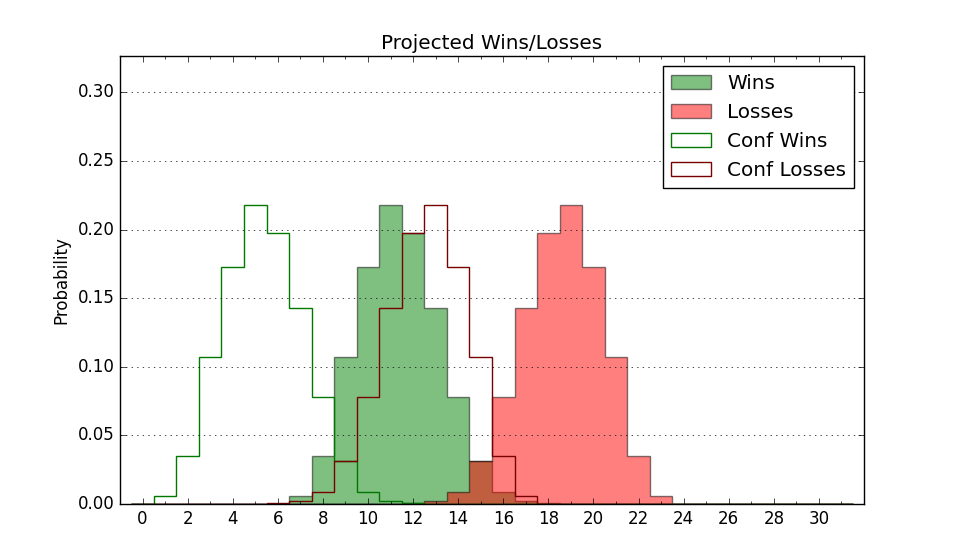 Projected Wins/Losses
Wins
Losses
Conf Wins
Conf Losses
Probability
0.30
0.25
0.20
0.15
0.10
0.05
0.00
0 2 4 6 8 10 12 14 16 18 20 22 24 26 28 30